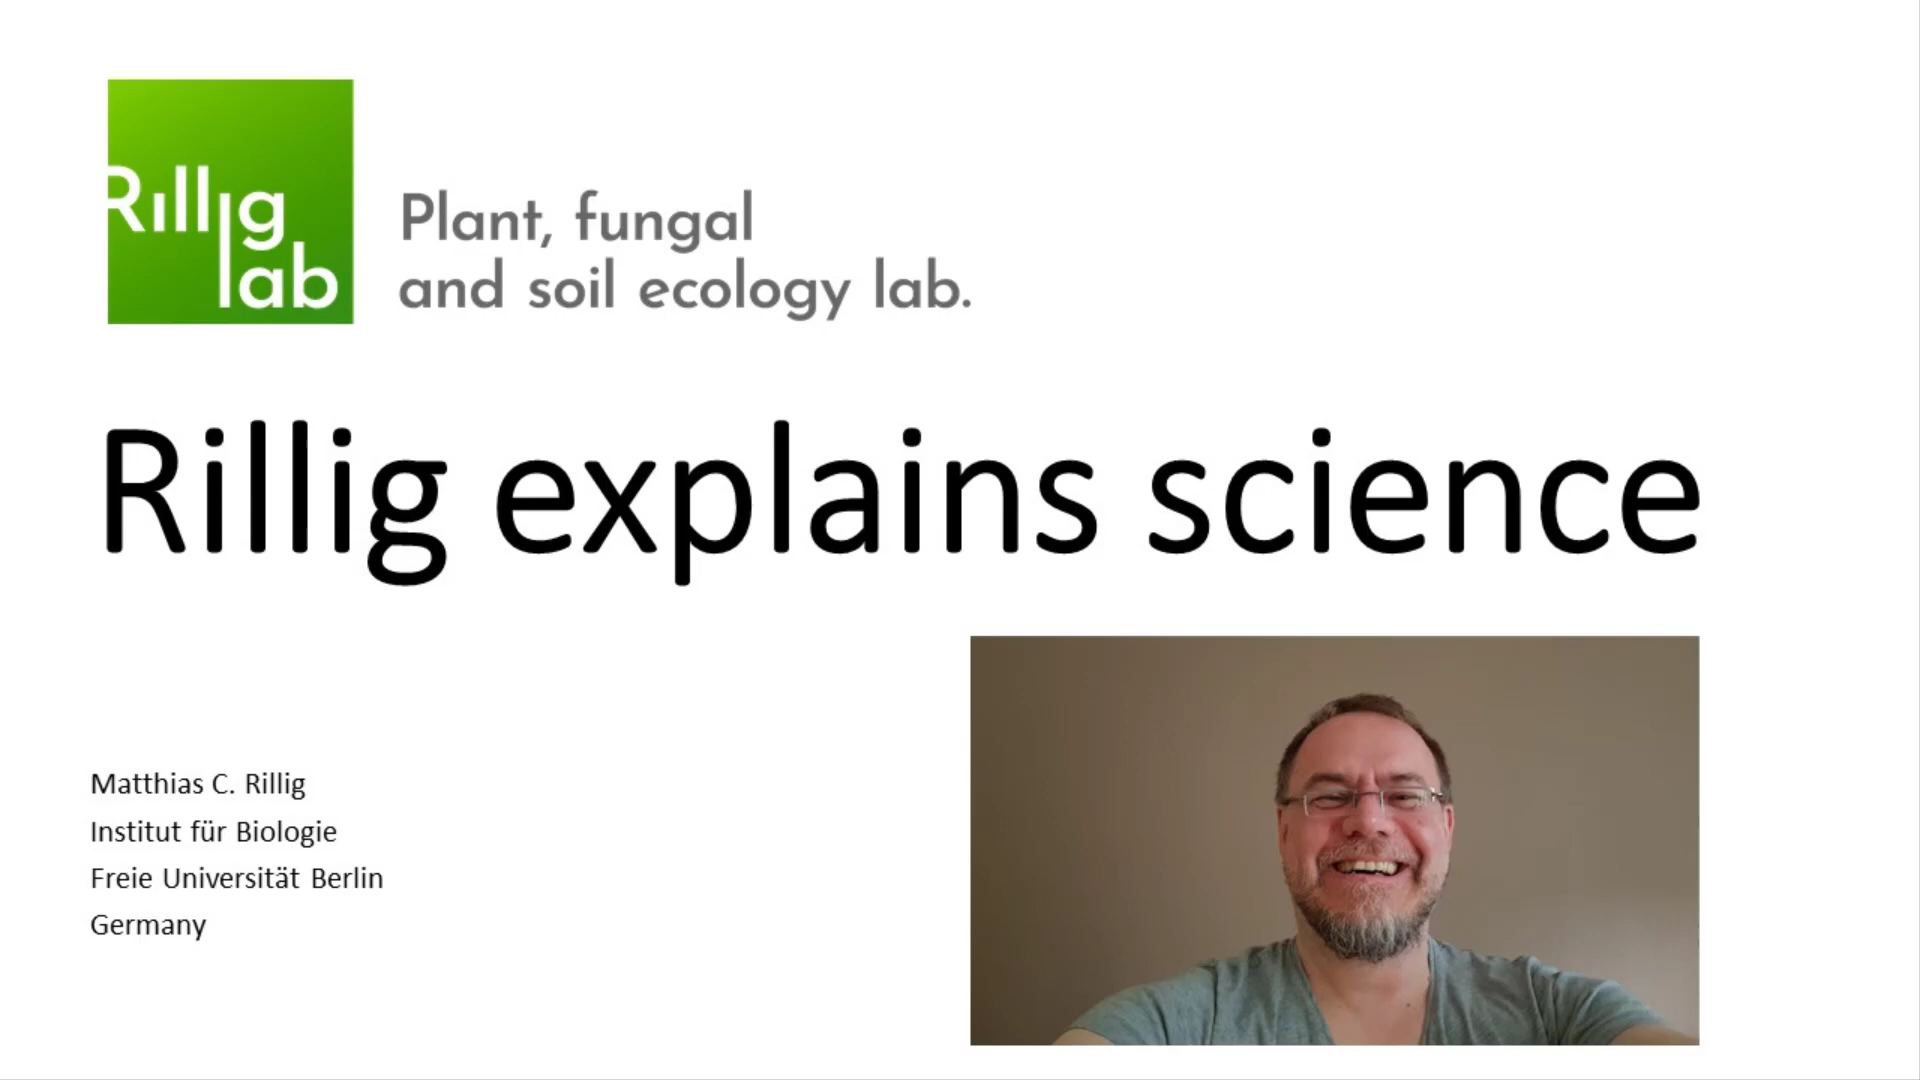 Rillig
lab
Plant, fungal
and soil ecology lab.
Rillig explains science
Matthias C. Rillig
Institut für Biologie
Freie Universität Berlin
Germany